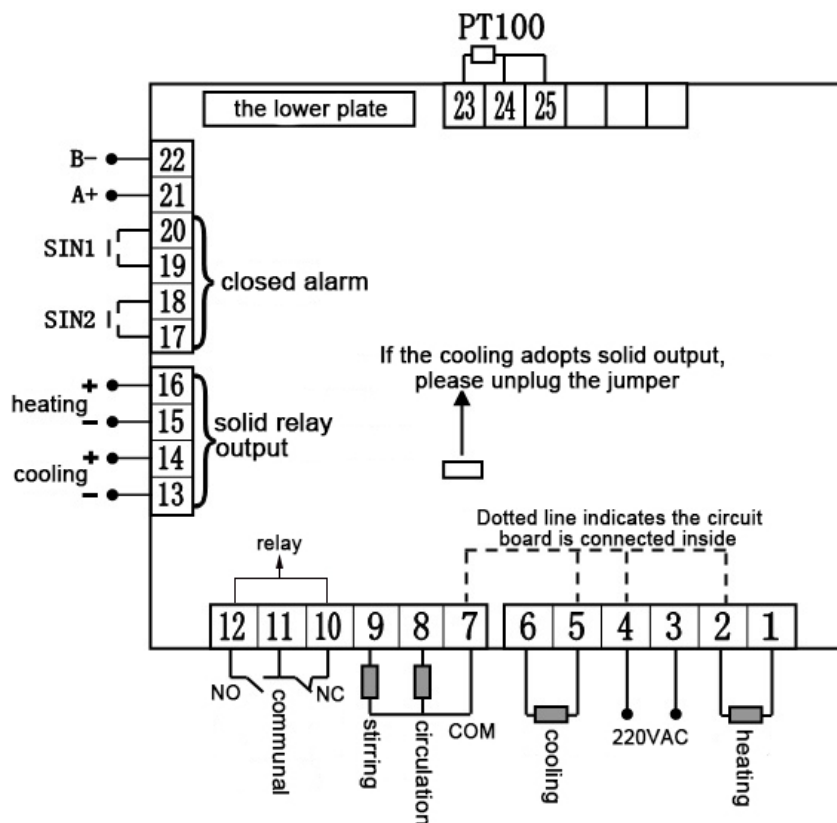 PT100
the lower plate
23 24 25
B- 22
A+ 21
20
SIN1
19
closed alarm
18
SIN2
17
If the cooling adopts solid output,
please unplug the jumper
+ 16
heating
- 15
solid relay
output
+ 14
cooling
- 13
Dotted line indicates the circuit
board is connected inside
relay
12 11 10 9 8 7 6 5 4 3 2 1
NO
communal
NC
stirring
circulation
COM
cooling
220VAC
heating